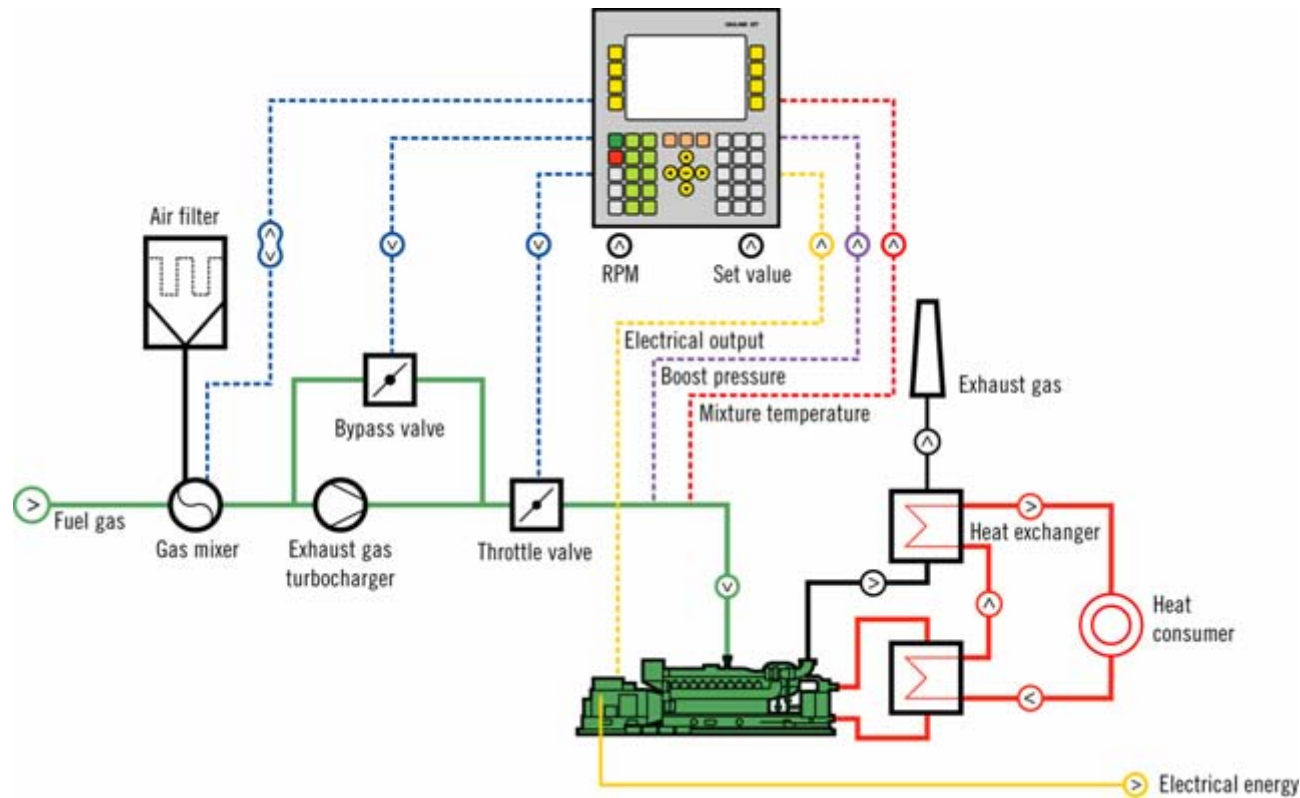 Air filter
RPM
Set value
Electrical output
Boost pressure
Mixture temperature
Exhaust gas
Bypass valve
Fuel gas
Gas mixer
Exhaust gas
turbocharger
Throttle valve
Heat exchanger
Heat
consumer
Electrical energy